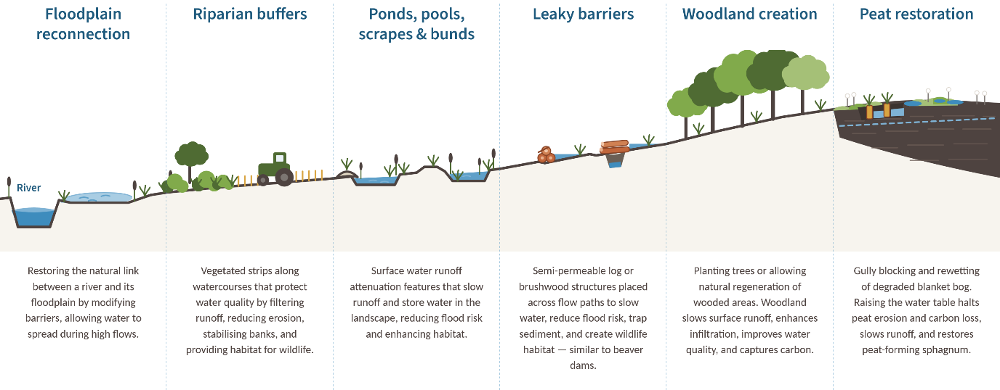 Floodplain
reconnection
Riparian buffers
Ponds, pools,
scrapes & bunds
Leaky barriers
Woodland creation
Peat restoration
River
Restoring the natural link
between a river and its
floodplain by modifying
barriers, allowing water to
spread during high flows.
Vegetated strips along
watercourses that protect
water quality by filtering
runoff, reducing erosion,
stabilising banks, and
providing habitat for wildlife.
Surface water runoff
attenuation features that slow
runoff and store water in the
landscape, reducing flood risk
and enhancing habitat.
Semi-permeable log or
brushwood structures placed
across flow paths to slow
water, reduce flood risk, trap
sediment, and create wildlife
habitat — similar to beaver
dams.
Planting trees or allowing
natural regeneration of
wooded areas. Woodland
slows surface runoff, enhances
infiltration, improves water
quality, and captures carbon.
Gully blocking and rewetting
of degraded blanket bog.
Raising the water table halts
peat erosion and carbon loss,
slows runoff, and restores
peat-forming sphagnum.